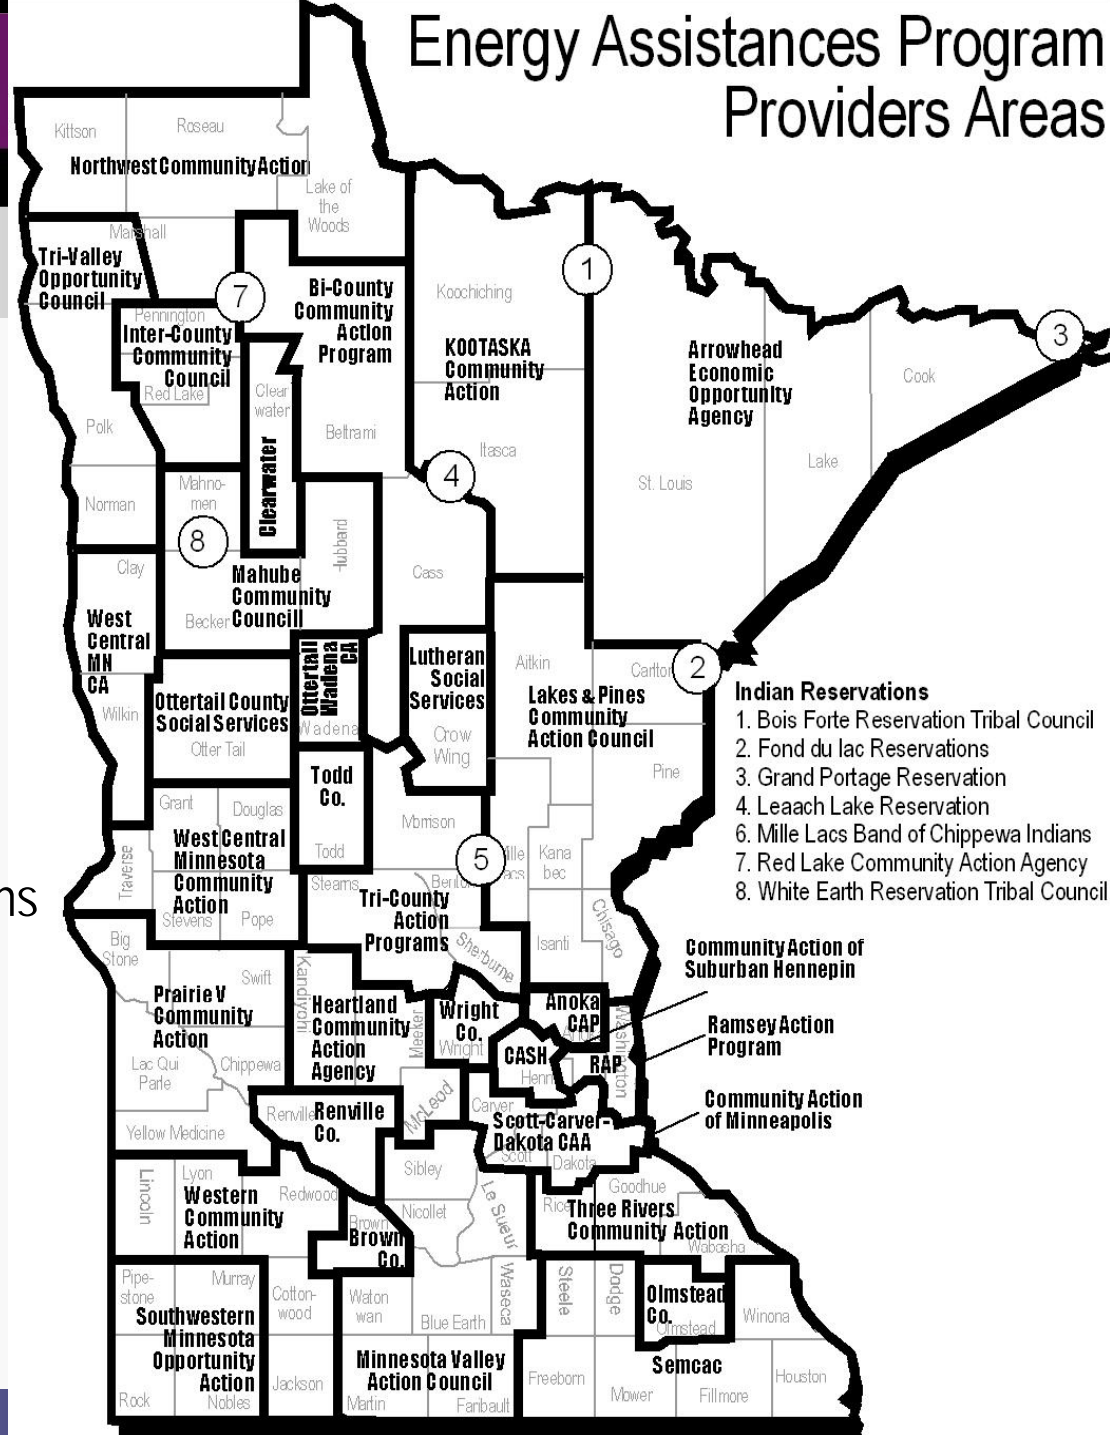 Energy Assistances Program
Providers Areas
Kittson
Roseau
Northwest Community Action
Lake of
the
Woods
Marshall
Tri-Valley
Opportunity
Council
7
1
3
Bi-County
Community
Action
Program
Koochiching
Pennington
Inter-County
Community
Council
Red Lake
KOOTASKA
Community
Action
Arrowhead
Economic
Opportunity
Agency
Cook
Clear
water
Clearwater
Polk
Beltrami
Itasca
Lake
4
St. Louis
Norman
Mahno-
men
8
Hubbard
Cass
Clay
Mahube
Community
Councill
Becker
West
Central
MN
CA
Wilkin
Ottertail
Wadena
CA
Wadena
Lutheran
Social
Services
Crow
Wing
Aitkin
Carlton
2
Lakes & Pines
Community
Action Council
Pine
Ottertail County
Social Services
Otter Tail
Indian Reservations
1. Bois Forte Reservation Tribal Council
2. Fond du lac Reservations
3. Grand Portage Reservation
4. Leaach Lake Reservation
6. Mille Lacs Band of Chippewa Indians
7. Red Lake Community Action Agency
8. White Earth Reservation Tribal Council
Todd
Co.
Todd
Grant
Douglas
West Central
Minnesota
Community
Action
Traverse
Stevens
Pope
Morrison
5
Mille
Lacs
Kana
bec
Stearns
Benton
Tri-County
Action
Programs
Sherburne
Isanti
Chisago
ns
Big
Stone
Swift
Prairie V
Community
Action
Lac Qui
Parle
Chippewa
Yellow Medicine
Kandiyohi
Heartland
Community
Action
Agency
Meeker
Wright
Co.
Wright
Anoka
CAP
Anoka
CASH
Henn
RAP
Washington
Community Action of
Suburban Hennepin
Ramsey Action
Program
Community Action
of Minneapolis
Renville
Renville
Co.
McLeod
Carver
Scott-Carver-
Dakota CAA
Scott
Dakota
Sibley
Lincoln
Lyon
Redwood
Western
Community
Action
Brown
Brown
Co.
Nicollet
Le Sueur
Rice
Goodhue
Three Rivers
Community Action
Wabasha
Pipe-
stone
Murray
Cotton-
wood
Southwestern
Minnesota
Opportunity
Action
Rock
Nobles
Jackson
Waton
wan
Blue Earth
Waseca
Minnesota Valley
Action Council
Martin
Faribault
Steele
Dodge
Olmstead
Co.
Olmstead
Winona
Semcac
Freeborn
Mower
Fillmore
Houston